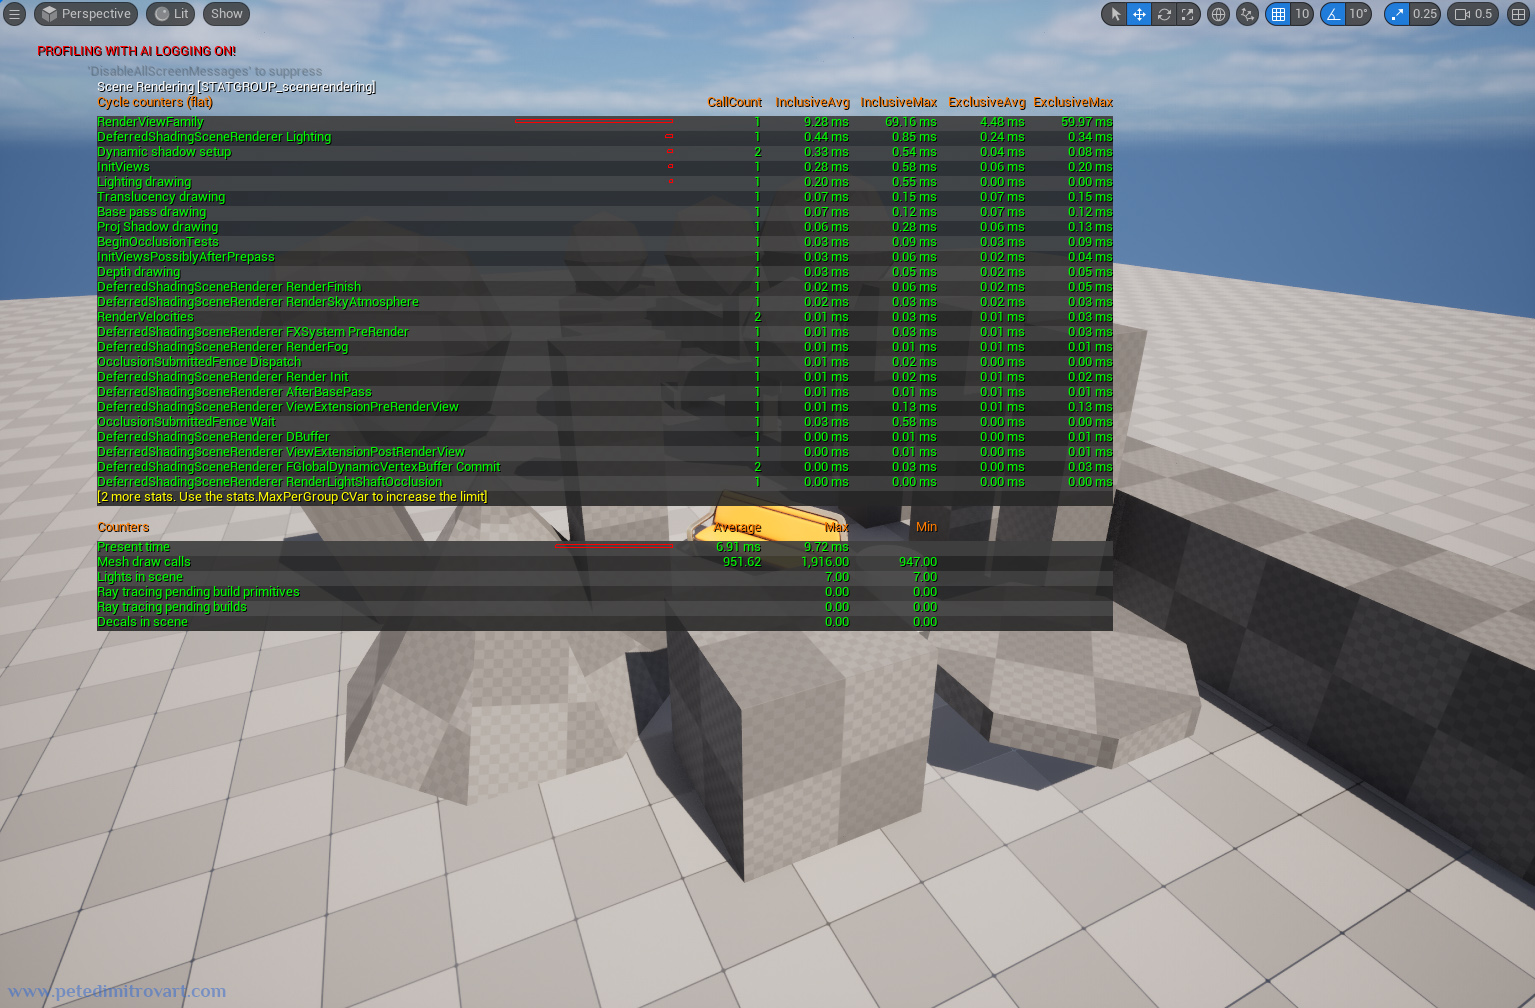 Perspective Lit Show 10 10° 0.25 0.5
PROFILING WITH AI LOGGING ON!
'DisableAllScreenMessages' to suppress
Scene Rendering [STATGROUP_scenerendering]
Cycle counters (flat) CallCount InclusiveAvg InclusiveMax ExclusiveAvg ExclusiveMax
RenderViewFamily 1 9.28 ms 69.16 ms 4.48 ms 59.97 ms
DeferredShadingSceneRenderer Lighting 1 0.44 ms 0.85 ms 0.24 ms 0.34 ms
Dynamic shadow setup 2 0.33 ms 0.54 ms 0.04 ms 0.08 ms
InitViews 1 0.28 ms 0.58 ms 0.06 ms 0.20 ms
Lighting drawing 1 0.20 ms 0.55 ms 0.00 ms 0.00 ms
Translucency drawing 1 0.07 ms 0.15 ms 0.07 ms 0.15 ms
Base pass drawing 1 0.07 ms 0.12 ms 0.07 ms 0.12 ms
Proj Shadow drawing 1 0.06 ms 0.28 ms 0.06 ms 0.13 ms
BeginOcclusionTests 1 0.03 ms 0.09 ms 0.03 ms 0.09 ms
InitViewsPossiblyAfterPrepass 1 0.03 ms 0.06 ms 0.02 ms 0.04 ms
Depth drawing 1 0.03 ms 0.05 ms 0.02 ms 0.05 ms
DeferredShadingSceneRenderer RenderFinish 1 0.02 ms 0.06 ms 0.02 ms 0.05 ms
DeferredShadingSceneRenderer RenderSkyAtmosphere 1 0.02 ms 0.03 ms 0.02 ms 0.03 ms
RenderVelocities 2 0.01 ms 0.03 ms 0.01 ms 0.03 ms
DeferredShadingSceneRenderer FXSystem PreRender 1 0.01 ms 0.03 ms 0.01 ms 0.03 ms
DeferredShadingSceneRenderer RenderFog 1 0.01 ms 0.01 ms 0.01 ms 0.01 ms
OcclusionSubmittedFence Dispatch 1 0.01 ms 0.02 ms 0.00 ms 0.00 ms
DeferredShadingSceneRenderer Render Init 1 0.01 ms 0.02 ms 0.01 ms 0.02 ms
DeferredShadingSceneRenderer AfterBasePass 1 0.01 ms 0.01 ms 0.01 ms 0.01 ms
DeferredShadingSceneRenderer ViewExtensionPreRenderView 1 0.01 ms 0.13 ms 0.01 ms 0.13 ms
OcclusionSubmittedFence Wait 1 0.03 ms 0.58 ms 0.00 ms 0.00 ms
DeferredShadingSceneRenderer DBuffer 1 0.00 ms 0.01 ms 0.00 ms 0.01 ms
DeferredShadingSceneRenderer ViewExtensionPostRenderView 1 0.00 ms 0.01 ms 0.00 ms 0.01 ms
DeferredShadingSceneRenderer FGlobalDynamicVertexBuffer Commit 2 0.00 ms 0.03 ms 0.00 ms 0.03 ms
DeferredShadingSceneRenderer RenderLightShaftOcclusion 1 0.00 ms 0.00 ms 0.00 ms 0.00 ms
[2 more stats. Use the stats.MaxPerGroup CVar to increase the limit]
Counters Average Max Min
Present time 6.91 ms 9.72 ms
Mesh draw calls 951.62 1,916.00 947.00
Lights in scene 7.00 7.00
Ray tracing pending build primitives 0.00 0.00
Ray tracing pending builds 0.00 0.00
Decals in scene 0.00 0.00
www.petedimitrovart.com